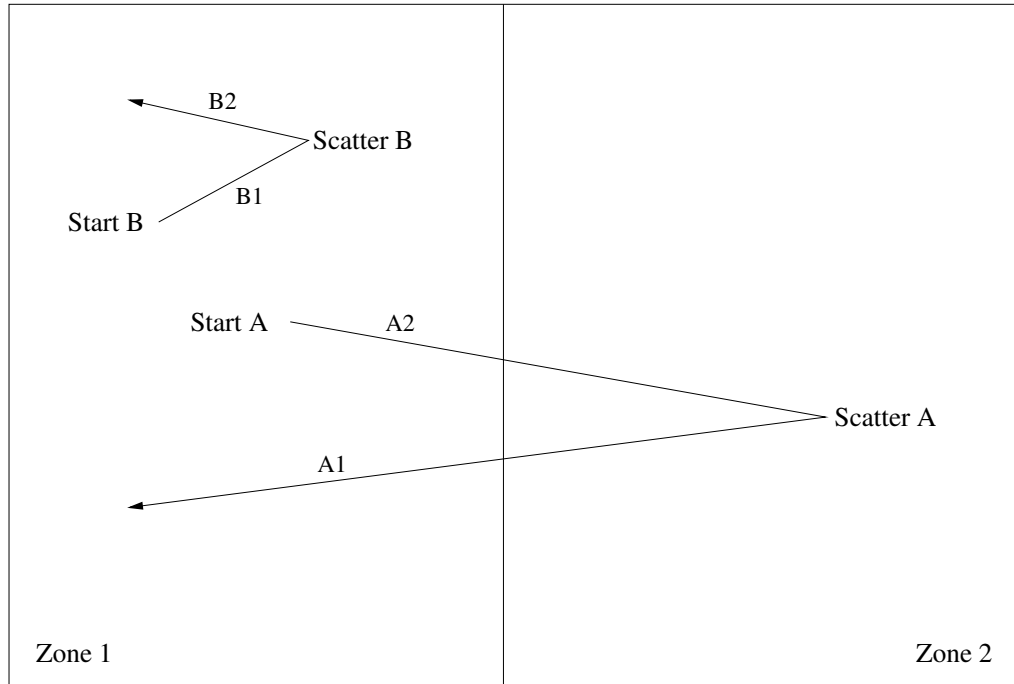 B2
Scatter B
B1
Start B
Start A
A2
Scatter A
A1
Zone 1
Zone 2